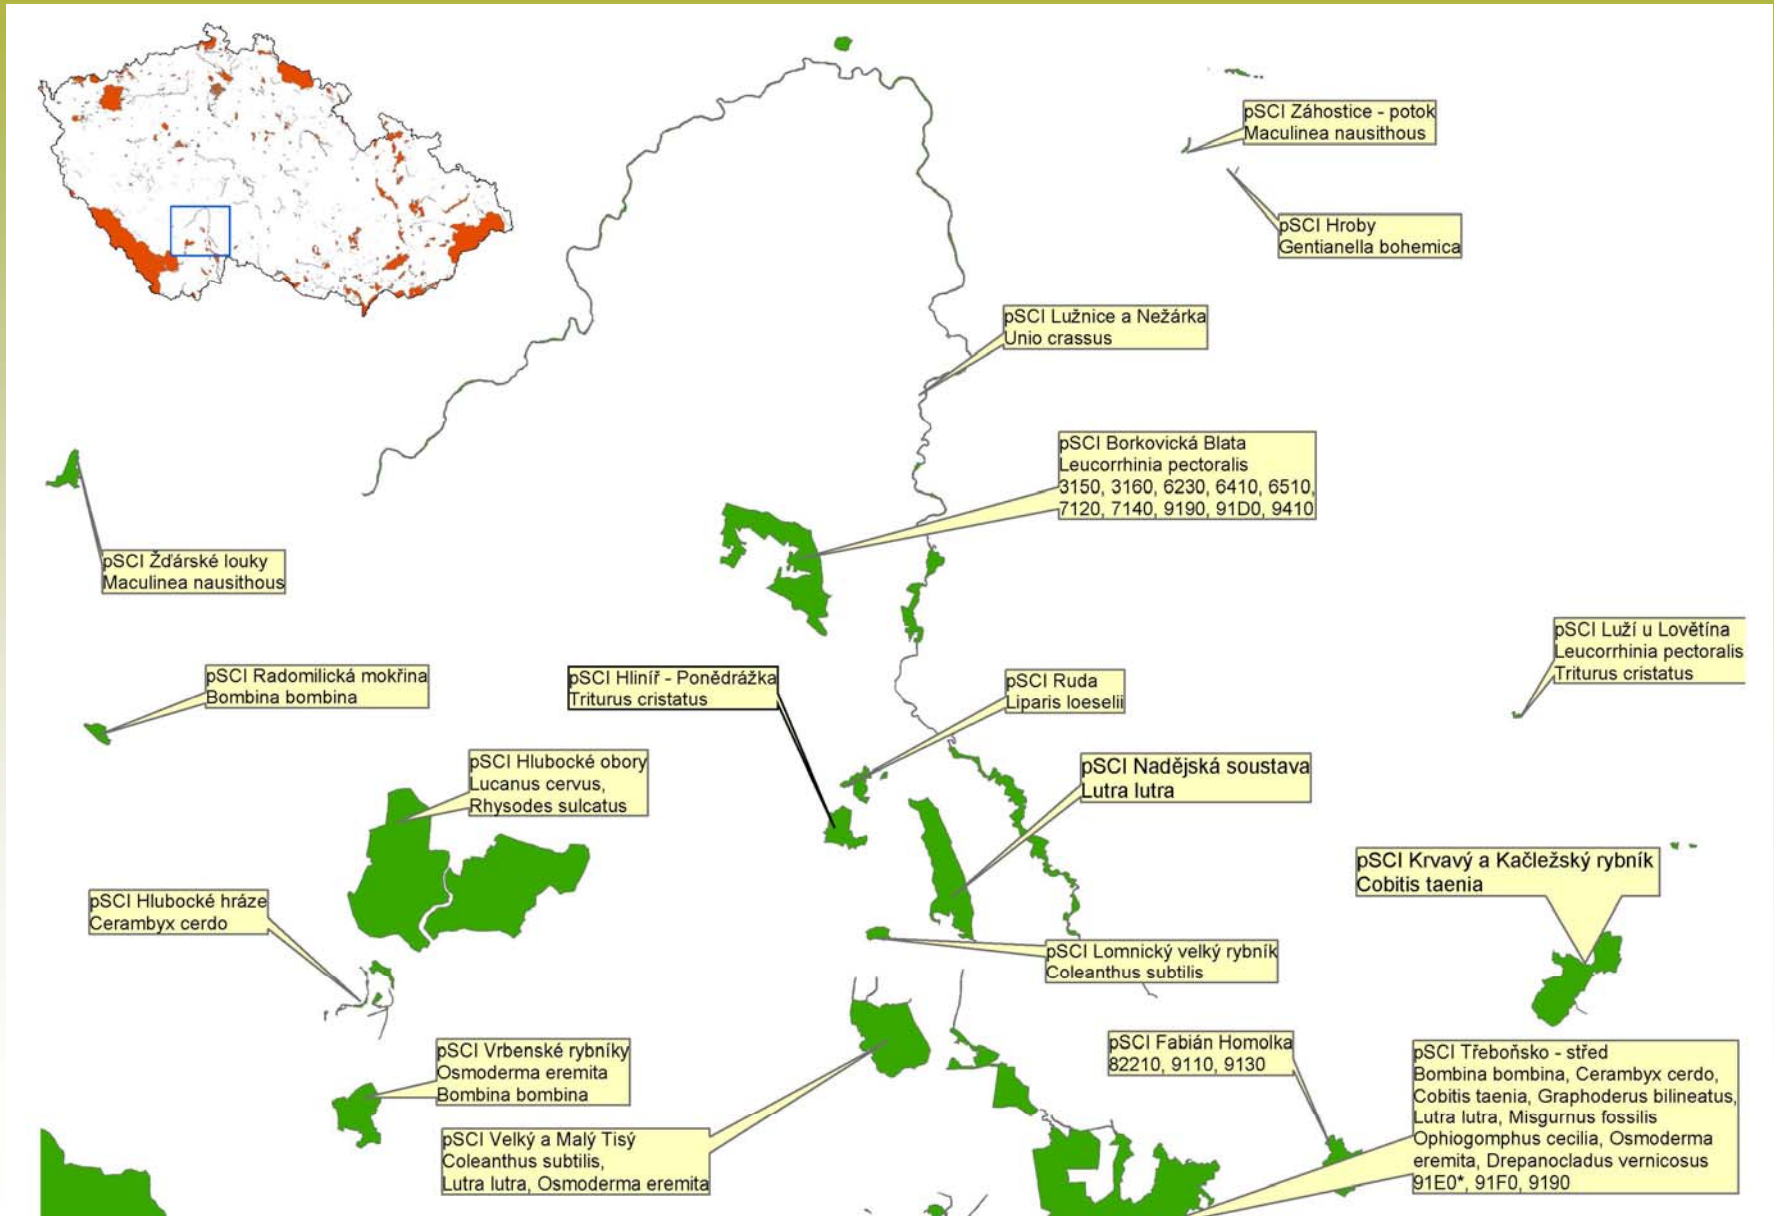 pSCI Záhostice - potok
Maculinea nausithous
pSCI Hroby
Gentianella bohemica
pSCI Lužnice a Nežárka
Unio crassus
pSCI Borkovická Blata
Leucorrhinia pectoralis
3150, 3160, 6230, 6410, 6510,
7120, 7140, 9190, 91D0, 9410
pSCI Žďárské louky
Maculinea nausithous
pSCI Luží u Lovětína
Leucorrhinia pectoralis
Triturus cristatus
pSCI Radomilická mokřina
Bombina bombina
pSCI Hliníř - Ponědrážka
Triturus cristatus
pSCI Ruda
Liparis loeselii
pSCI Hlubocké obory
Lucanus cervus,
Rhysodes sulcatus
pSCI Nadějská soustava
Lutra lutra
pSCI Krvavý a Kačležský rybník
Cobitis taenia
pSCI Hlubocké hráze
Cerambyx cerdo
pSCI Lomnický velký rybník
Coleanthus subtilis
pSCI Vrbenské rybníky
Osmoderma eremita
Bombina bombina
pSCI Fabián Homolka
82210, 9110, 9130
pSCI Třeboňsko - střed
Bombina bombina, Cerambyx cerdo,
Cobitis taenia, Graphoderus bilineatus,
Lutra lutra, Misgurnus fossilis
Ophiogomphus cecilia, Osmoderma
eremita, Drepanocladus vernicosus
91E0*, 91F0, 9190
pSCI Velký a Malý Tisý
Coleanthus subtilis,
Lutra lutra, Osmoderma eremita